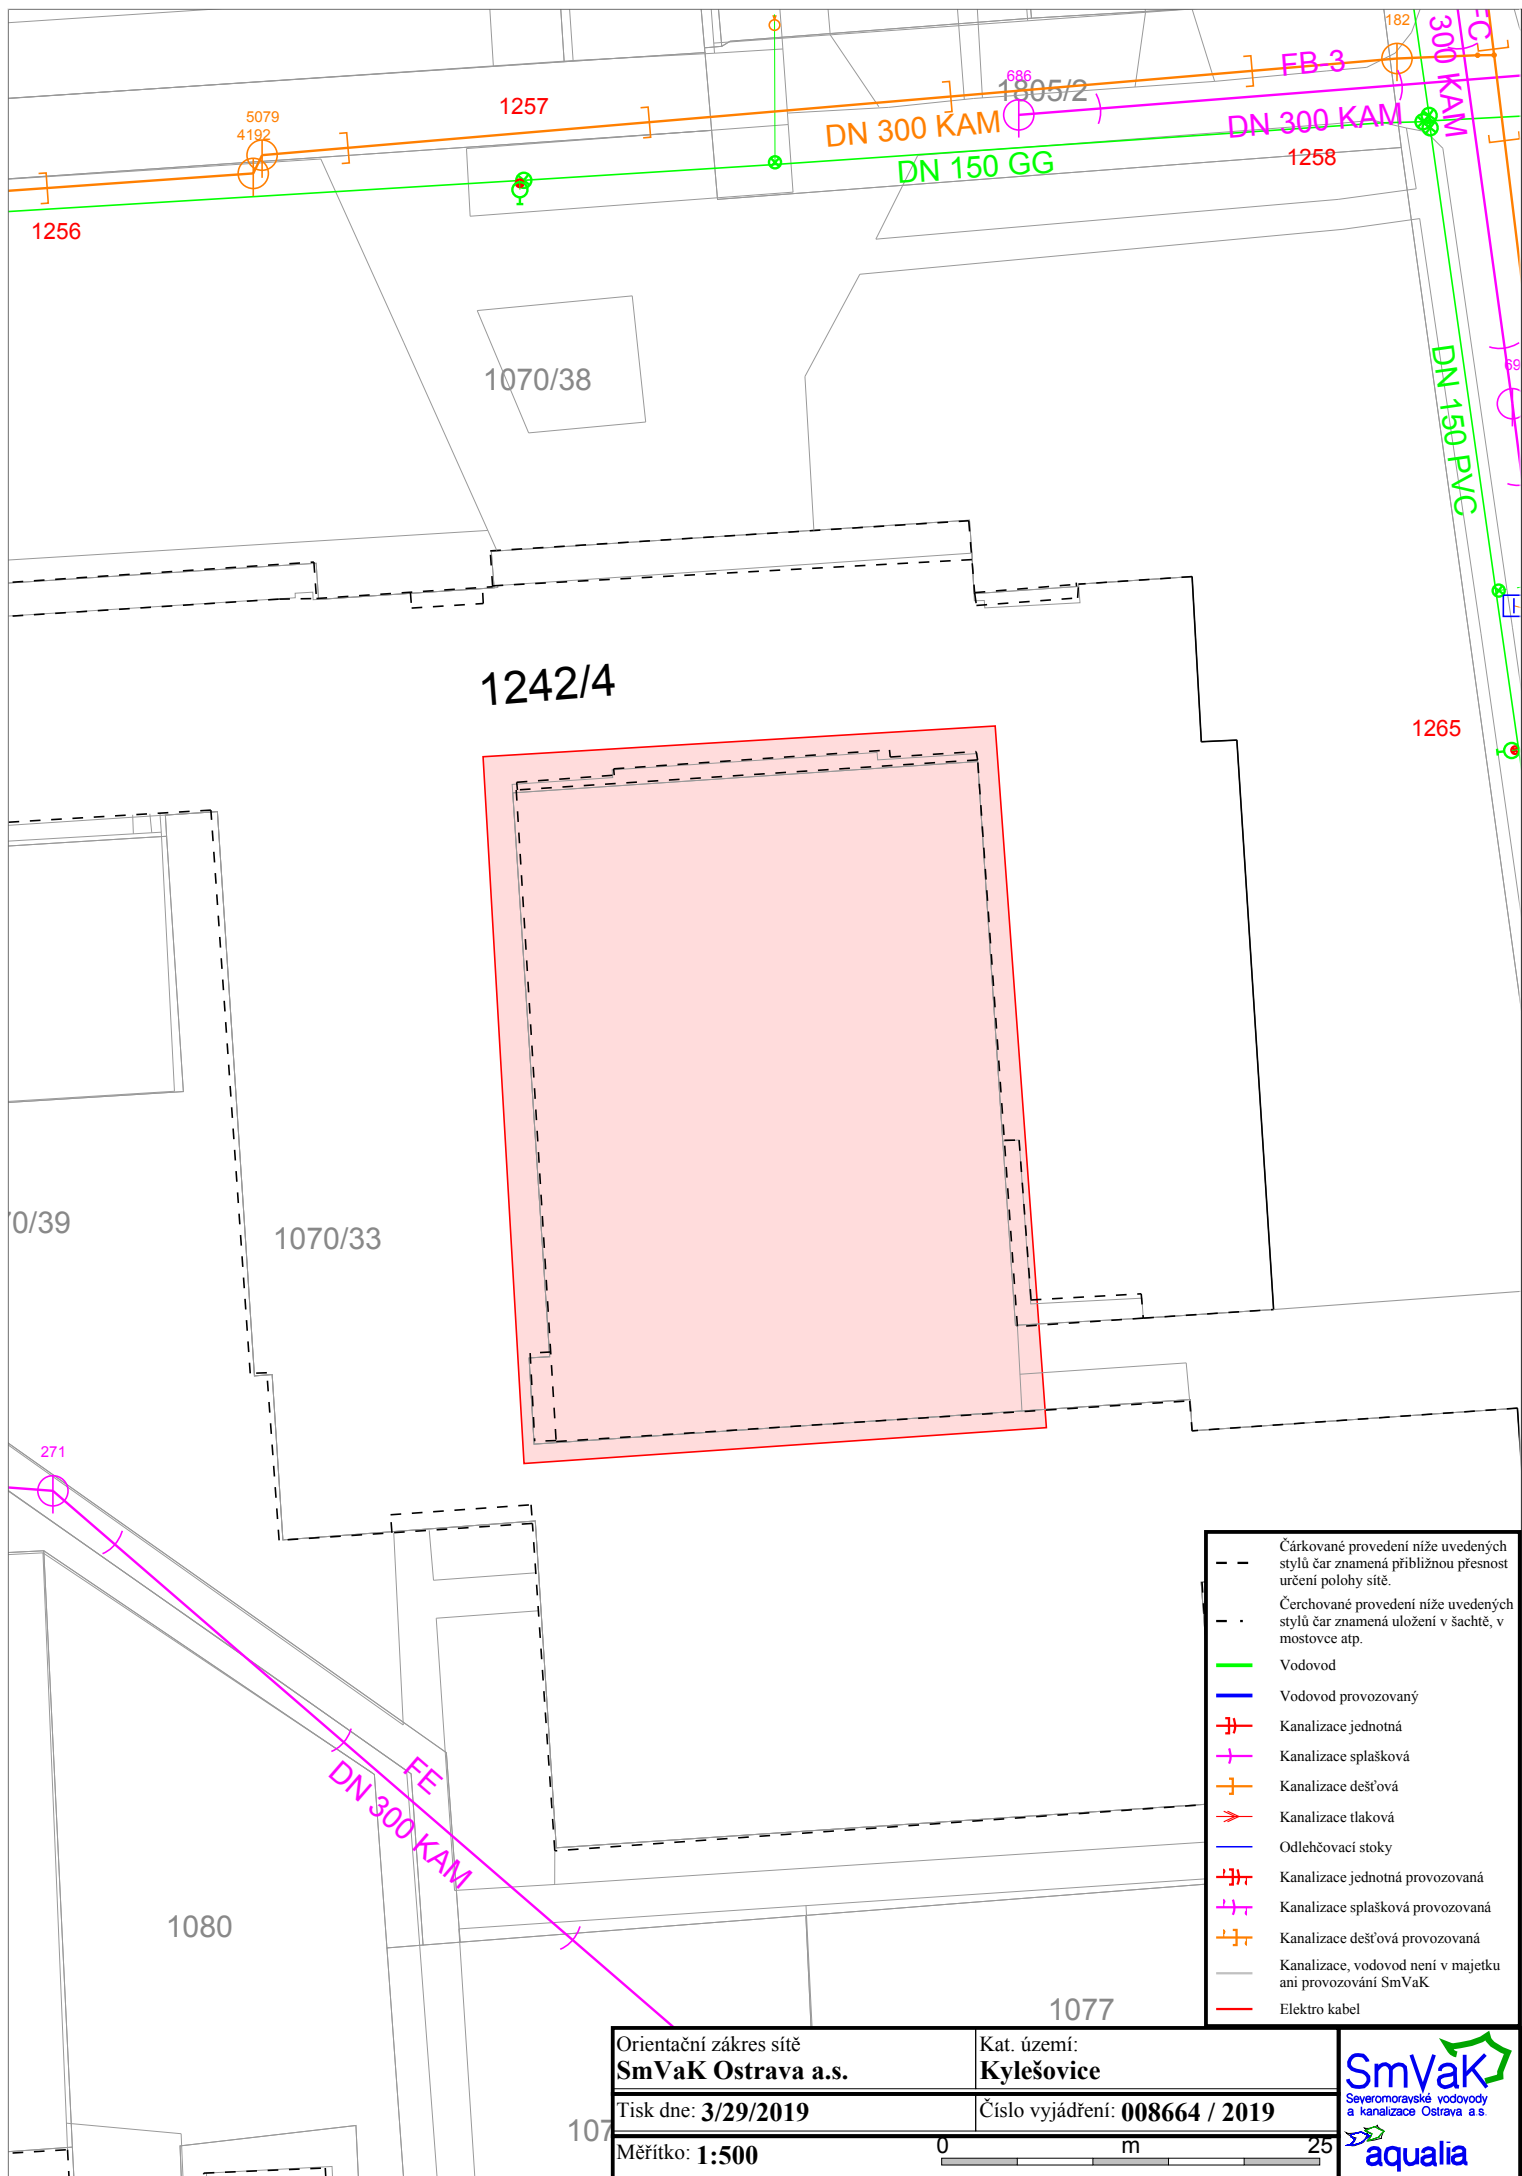 182
300 KAM
FC
FB-3
686
1805/2
1257
5079
4192
DN 300 KAM
DN 300 KAM
DN 150 GG
1258
1256
1070/38
69
DN 150 PVC
1242/4
1265
70/39
1070/33
271
FE
DN 300 KAM
1080
1077
107
Čárkované provedení níže uvedených
stylů čar znamená přibližnou přesnost
určení polohy sítě.
Čerchované provedení níže uvedených
stylů čar znamená uložení v šachtě, v
mostovce atp.
Vodovod
Vodovod provozovaný
Kanalizace jednotná
Kanalizace splašková
Kanalizace dešťová
Kanalizace tlaková
Odlehčovací stoky
Kanalizace jednotná provozovaná
Kanalizace splašková provozovaná
Kanalizace dešťová provozovaná
Kanalizace, vodovod není v majetku
ani provozování SmVaK
Elektro kabel
Orientační zákres sítě
SmVaK Ostrava a.s.
Kat. území:
Kylešovice
Tisk dne: 3/29/2019
Číslo vyjádření: 008664 / 2019
Měřítko: 1:500
0 m 25
SmVaK
Severomoravské vodovody
a kanalizace Ostrava a.s.
aqualia